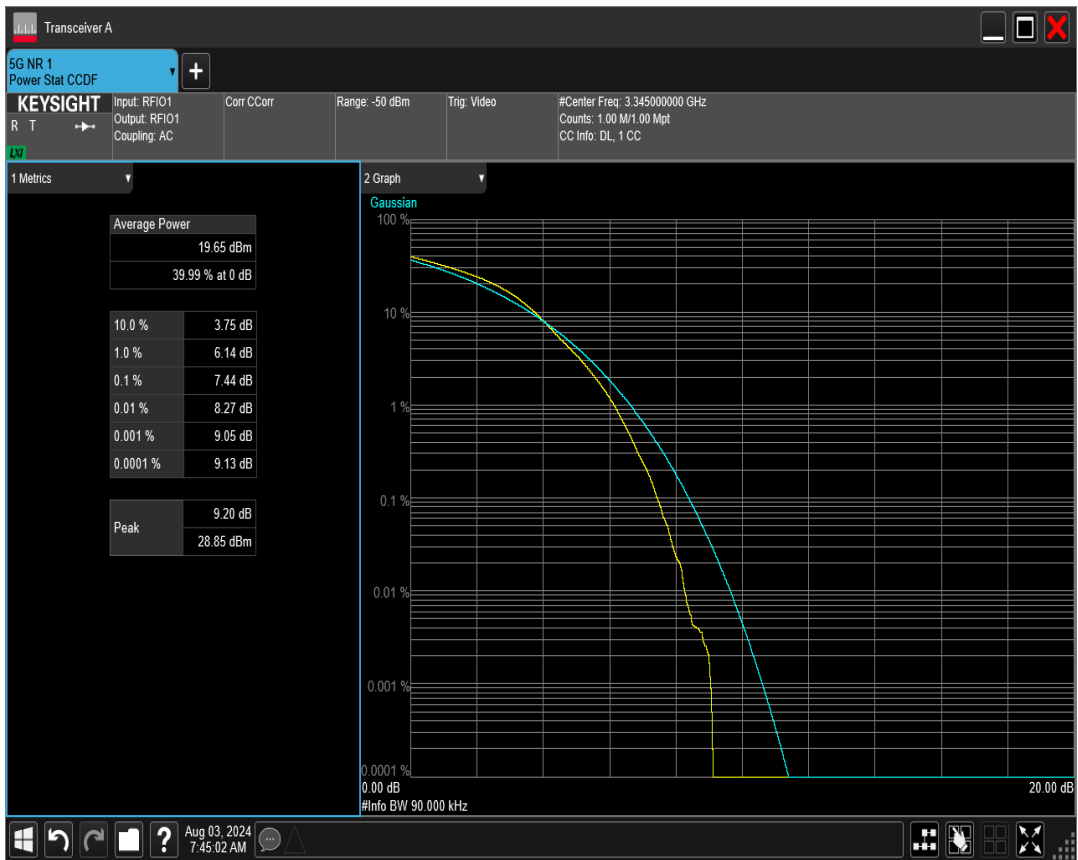 Transceiver A
5G NR 1
Power Stat CCDF
+
KEYSIGHT
R T
LXI
Input: RFIO1
Output: RFIO1
Coupling: AC
Corr CCorr
Range: -50 dBm
Trig: Video
#Center Freq: 3.345000000 GHz
Counts: 1.00 M/1.00 Mpt
CC Info: DL, 1 CC
1 Metrics
Average Power
19.65 dBm
39.99 % at 0 dB
10.0 % 3.75 dB
1.0 % 6.14 dB
0.1 % 7.44 dB
0.01 % 8.27 dB
0.001 % 9.05 dB
0.0001 % 9.13 dB
Peak
9.20 dB
28.85 dBm
2 Graph
Gaussian
100 %
10 %
1 %
0.1 %
0.01 %
0.001 %
0.0001 %
0.00 dB
20.00 dB
#Info BW 90.000 kHz
?
Aug 03, 2024
7:45:02 AM